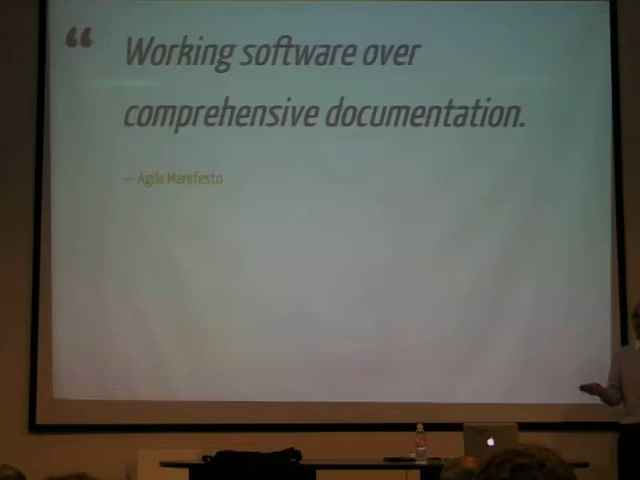 “ Working software over
comprehensive documentation.
— Agile Manifesto